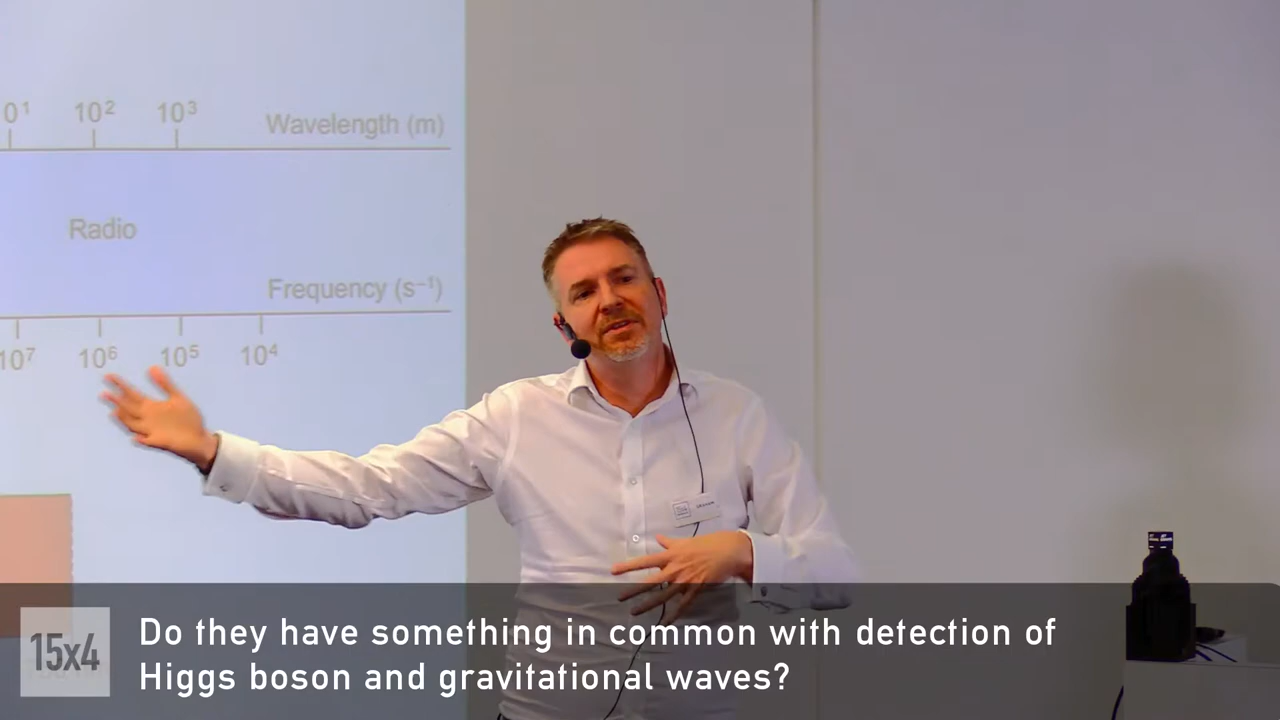 0¹ 10² 10³ Wavelength (m)
Radio
Frequency (s⁻¹)
10⁷ 10⁶ 10⁵ 10⁴
15x4
Do they have something in common with detection of
Higgs boson and gravitational waves?